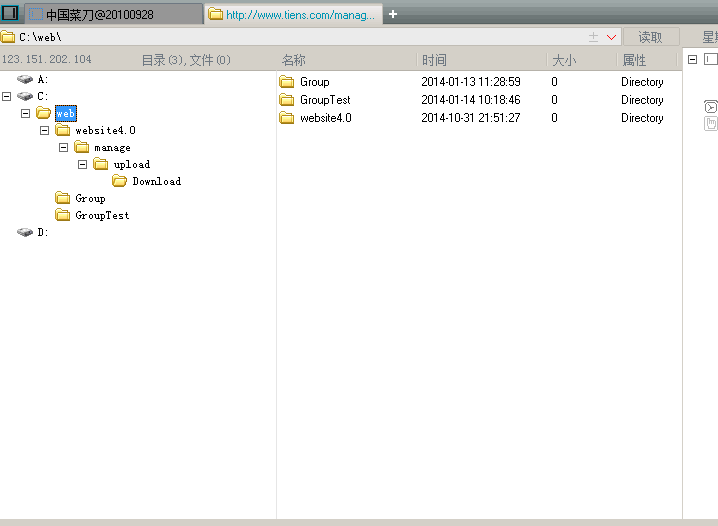 中国菜刀@20100928
http://www.tiens.com/manag...
+
C:\web\
读取
123.151.202.104 目录(3),文件(0)
名称 时间 大小 属性
A:
C:
web
website4.0
manage
upload
Download
Group
GroupTest
D:
Group 2014-01-13 11:28:59 0 Directory
GroupTest 2014-01-14 10:18:46 0 Directory
website4.0 2014-10-31 21:51:27 0 Directory